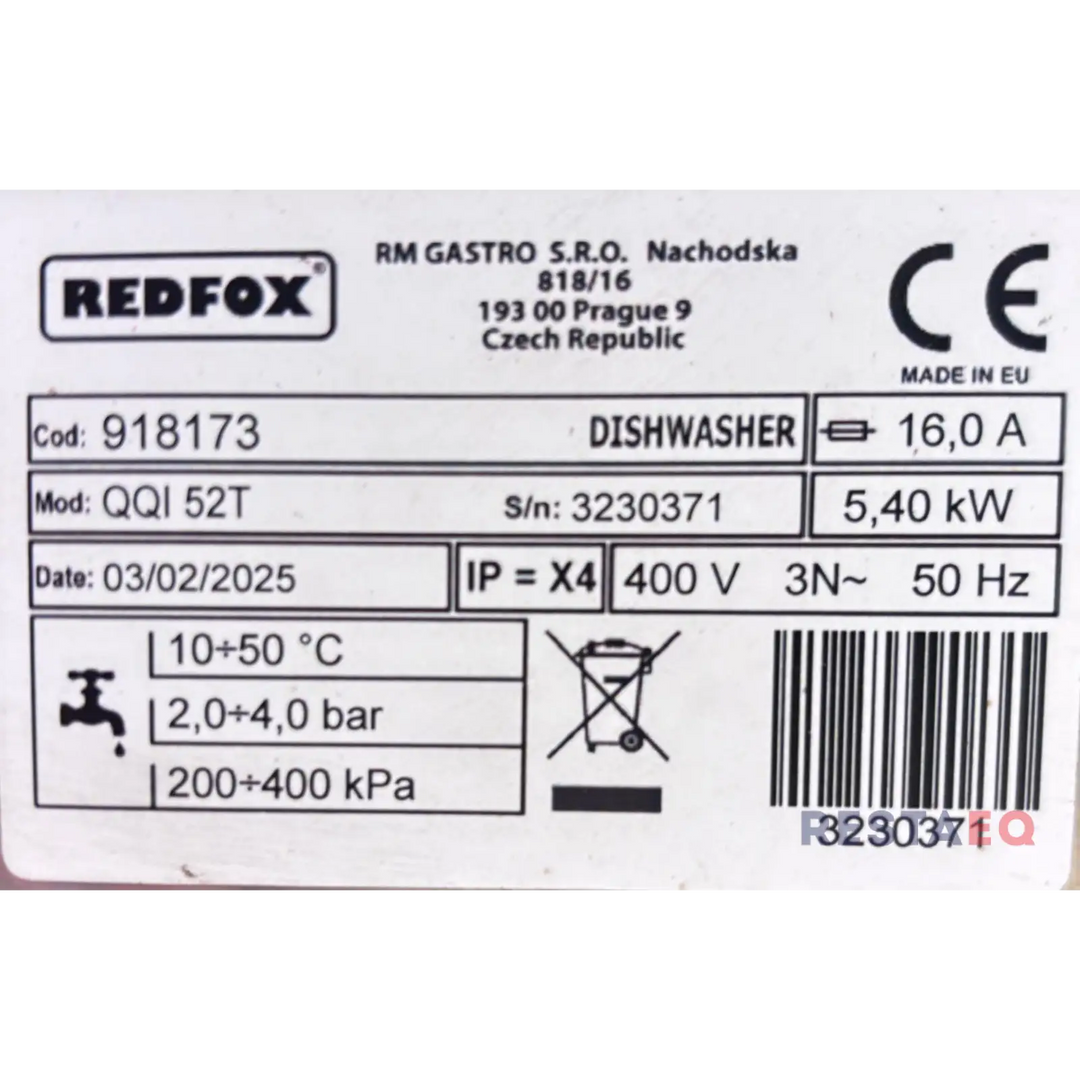 REDFOX®
RM GASTRO S.R.O. Nachodska
818/16
193 00 Prague 9
Czech Republic
CE
MADE IN EU
Cod: 918173 DISHWASHER 16,0 A
Mod: QQI 52T S/n: 3230371 5,40 kW
Date: 03/02/2025 IP = X4 400 V 3N~ 50 Hz
10÷50 °C
2,0÷4,0 bar
200÷400 kPa
3230371
RESTAEQ